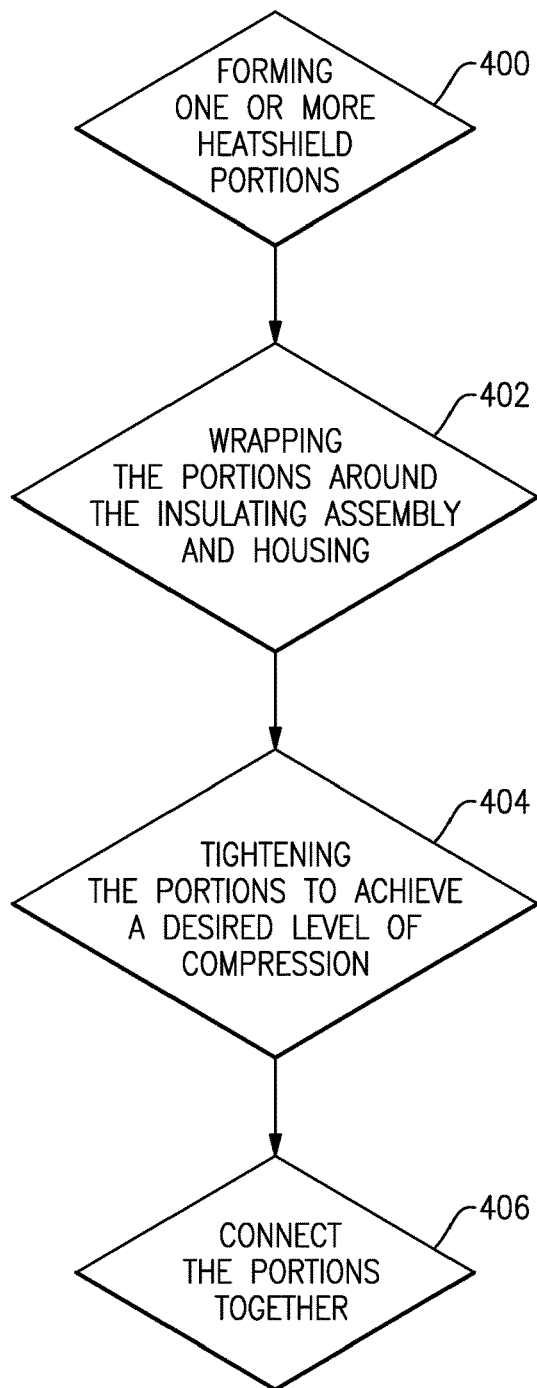 FORMING
ONE OR MORE
HEATSHIELD
PORTIONS
400
WRAPPING
THE PORTIONS AROUND
THE INSULATING ASSEMBLY
AND HOUSING
402
TIGHTENING
THE PORTIONS TO ACHIEVE
A DESIRED LEVEL OF
COMPRESSION
404
CONNECT
THE PORTIONS
TOGETHER
406